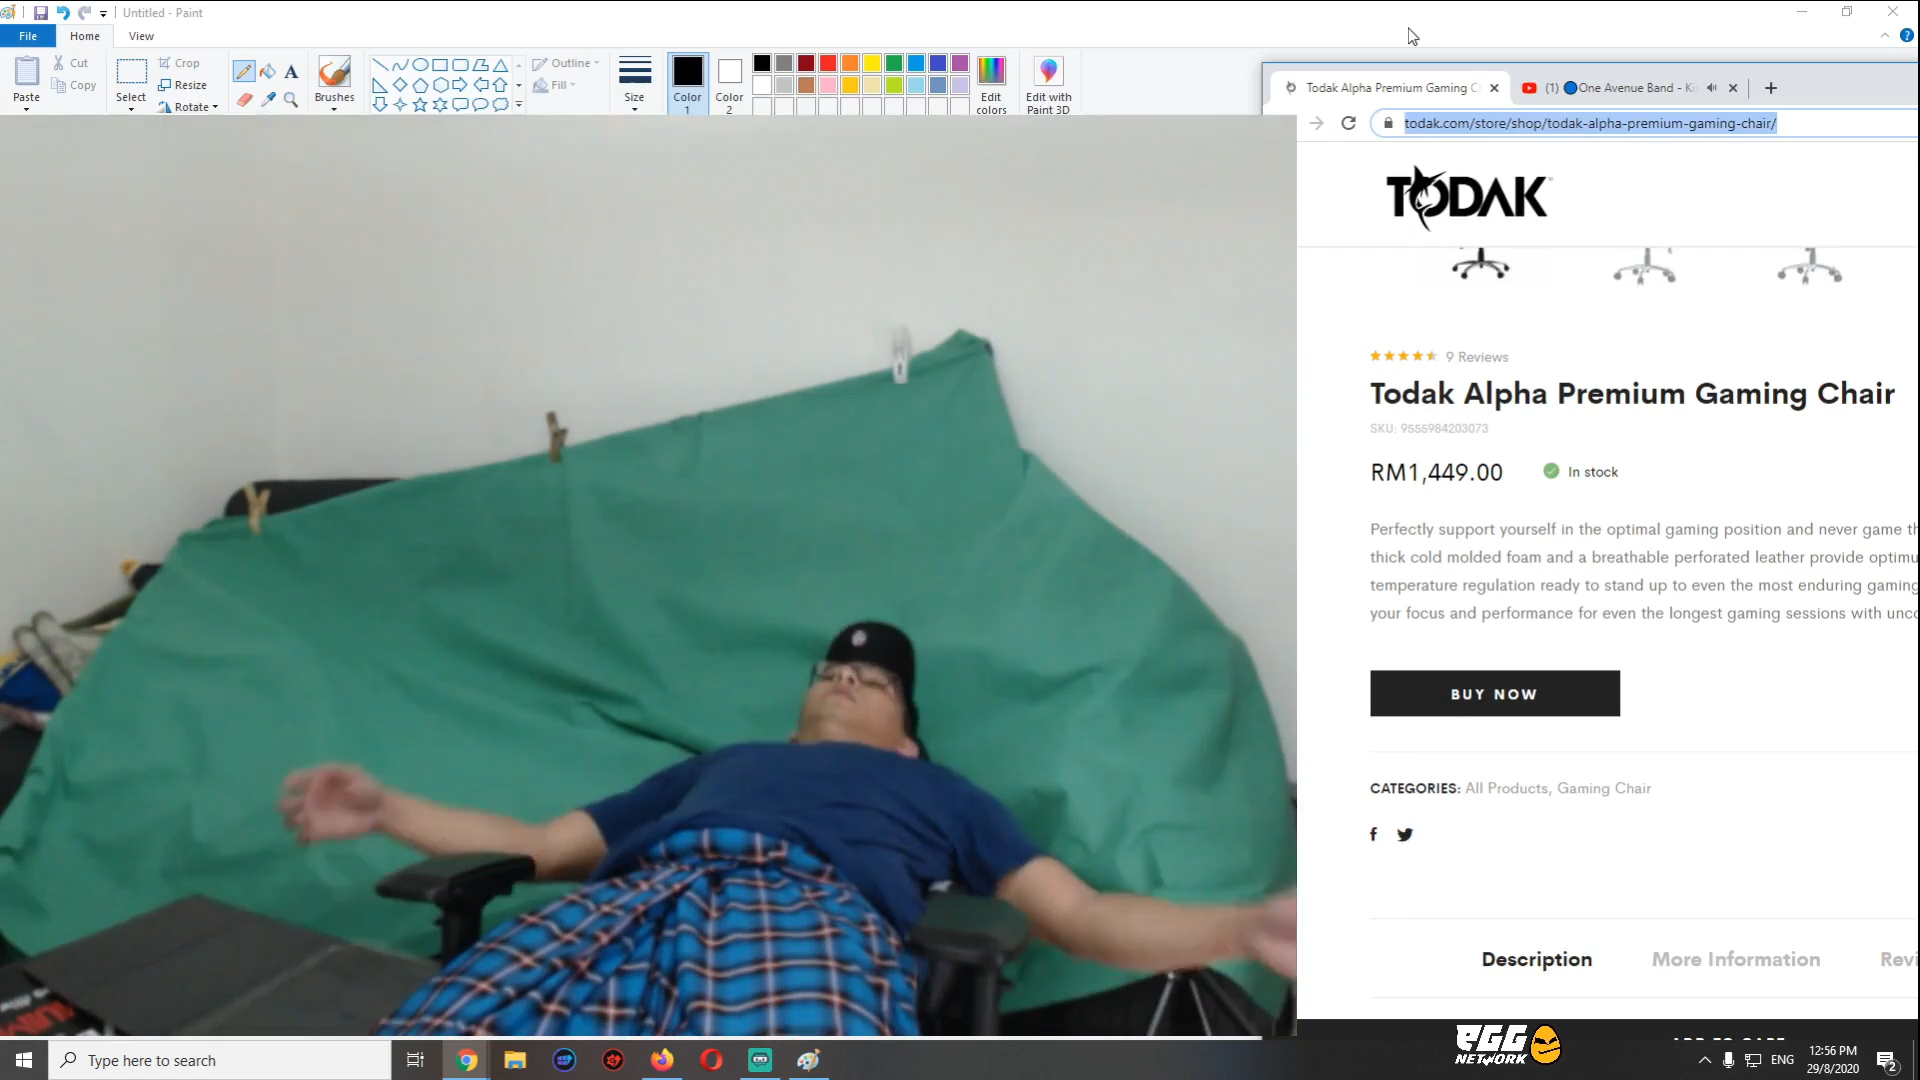 Untitled - Paint
File
Home
View
Paste
Cut
Copy
Select
Crop
Resize
Rotate
Brushes
Outline
Fill
Size
Color
1
Color
2
Edit
colors
Edit with
Paint 3D
Todak Alpha Premium Gaming C
(1) 🔵One Avenue Band - Ki
todak.com/store/shop/todak-alpha-premium-gaming-chair/
TODAK
9 Reviews
Todak Alpha Premium Gaming Chair
SKU: 9555984203073
RM1,449.00
In stock
Perfectly support yourself in the optimal gaming position and never game th
thick cold molded foam and a breathable perforated leather provide optimu
temperature regulation ready to stand up to even the most enduring gaming
your focus and performance for even the longest gaming sessions with unco
BUY NOW
CATEGORIES: All Products, Gaming Chair
Description
More Information
Revi
EGG
NETWORK
Type here to search
ENG
12:56 PM
29/8/2020
2